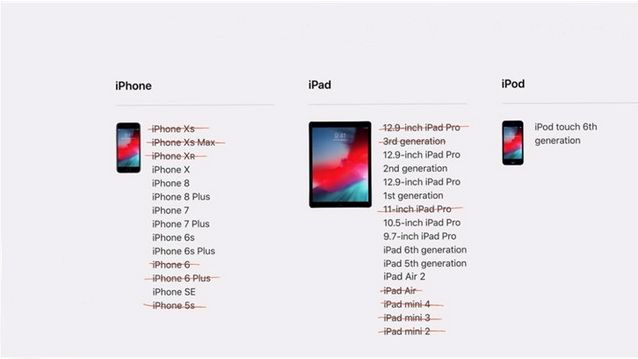 iPhone
iPhone Xs
iPhone Xs Max
iPhone XR
iPhone X
iPhone 8
iPhone 8 Plus
iPhone 7
iPhone 7 Plus
iPhone 6s
iPhone 6s Plus
iPhone 6
iPhone 6 Plus
iPhone SE
iPhone 5s
iPad
12.9-inch iPad Pro
3rd generation
12.9-inch iPad Pro
2nd generation
12.9-inch iPad Pro
1st generation
11-inch iPad Pro
10.5-inch iPad Pro
9.7-inch iPad Pro
iPad 6th generation
iPad 5th generation
iPad Air 2
iPad Air
iPad mini 4
iPad mini 3
iPad mini 2
iPod
iPod touch 6th
generation